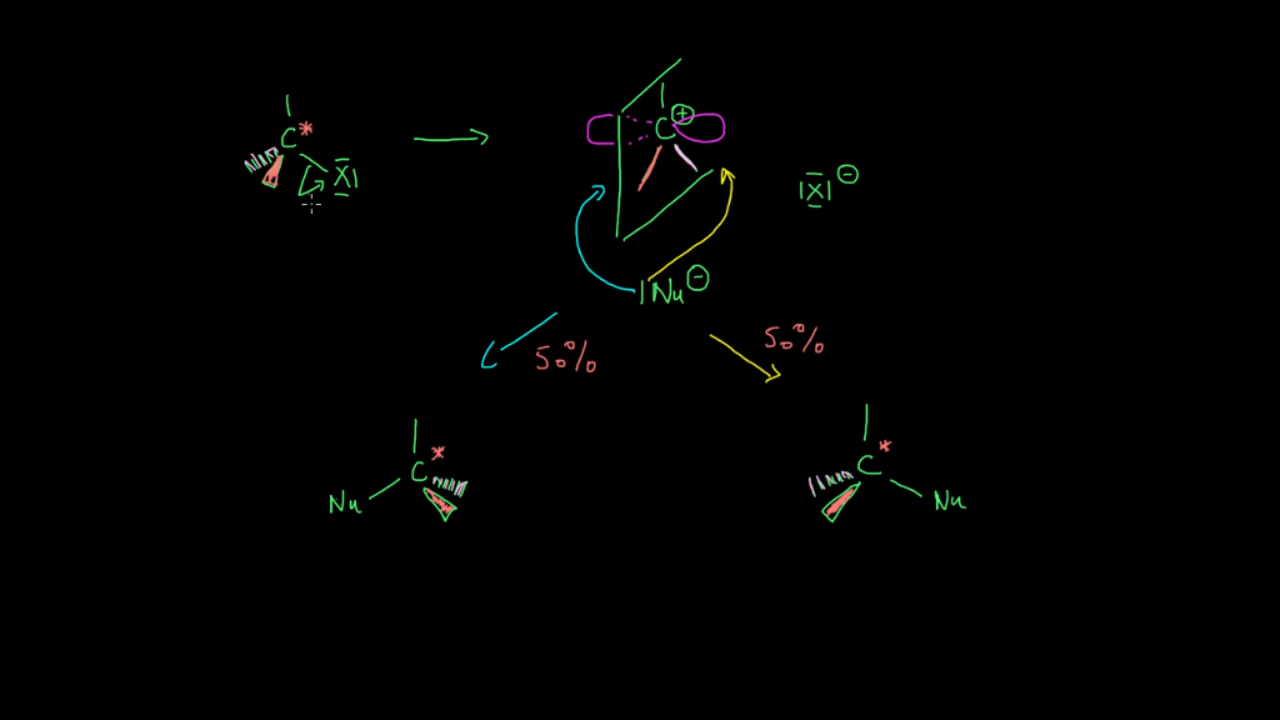 C* |X̲̅|
C⊕
|X̲̅|⊖
|Nu⊖
50% 50%
Nu C*
C* Nu